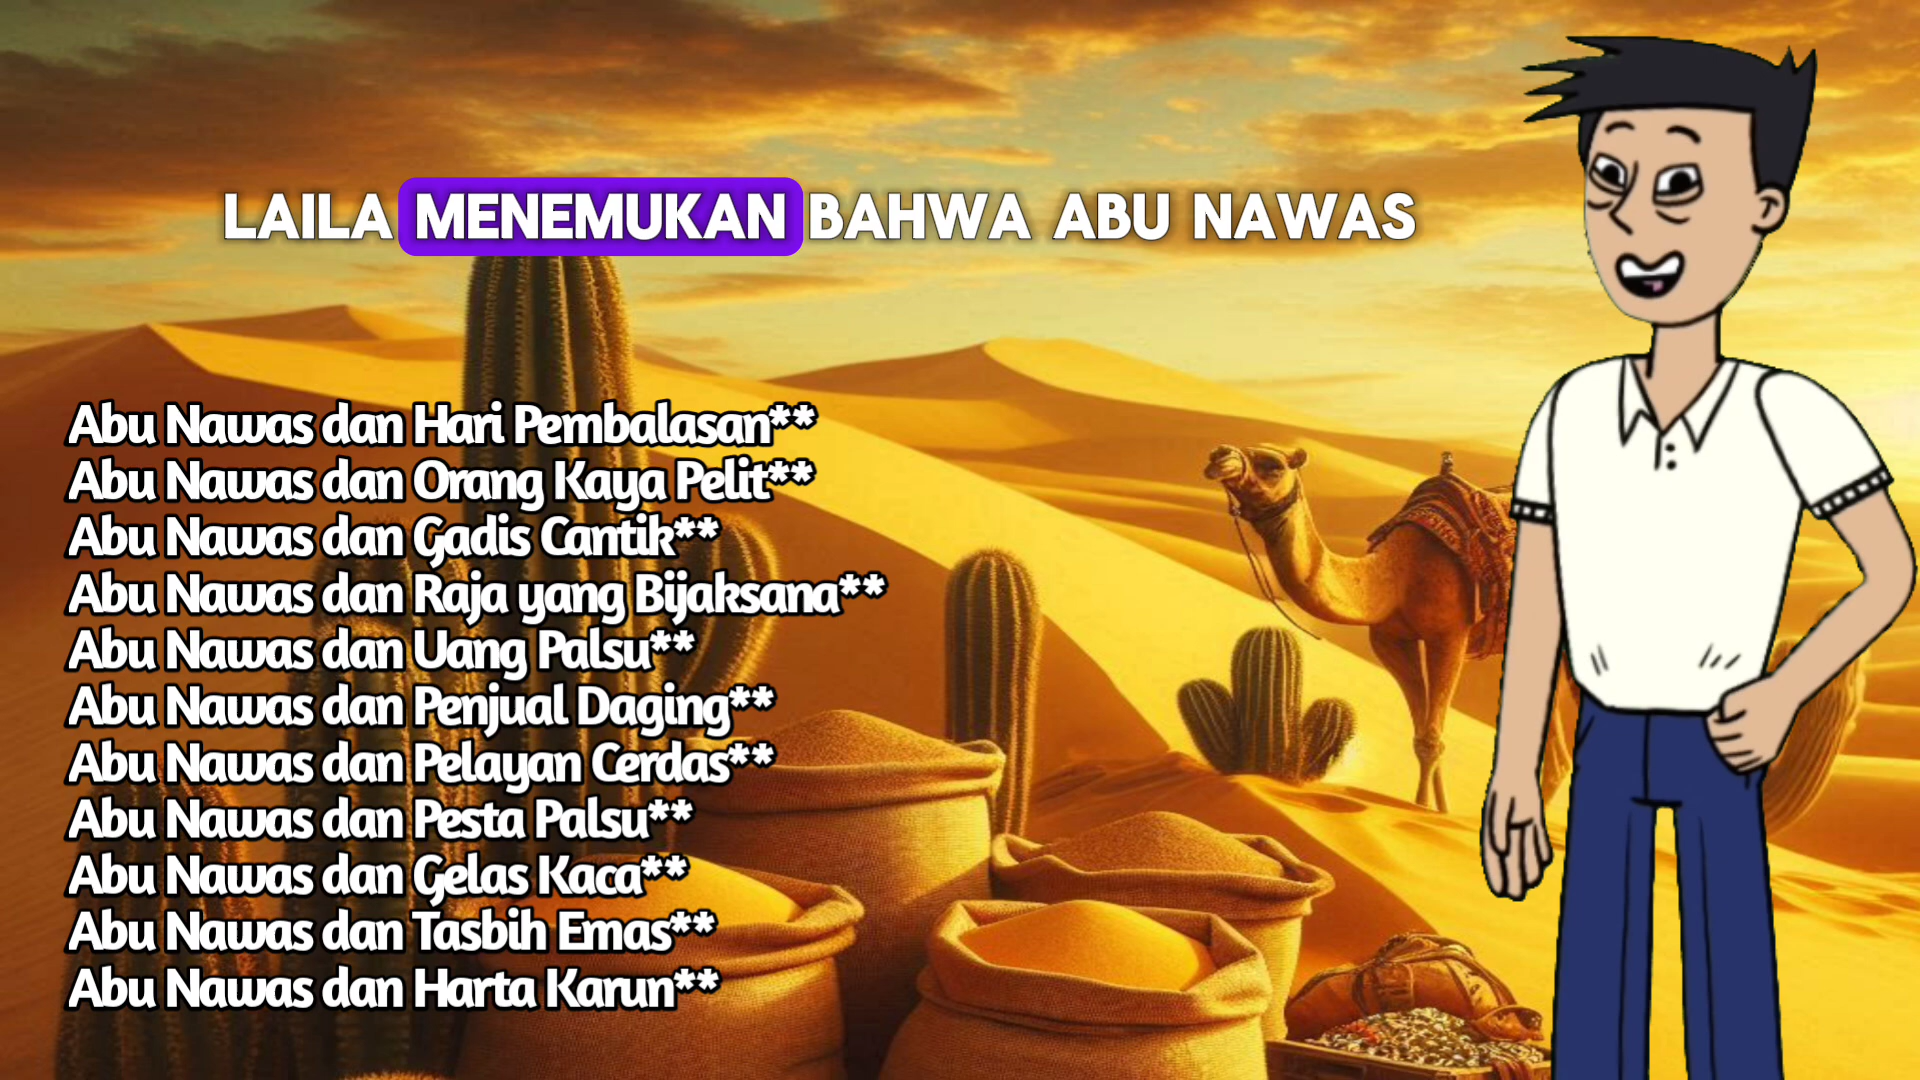 LAILA MENEMUKAN BAHWA ABU NAWAS
Abu Nawas dan Hari Pembalasan**
Abu Nawas dan Orang Kaya Pelit**
Abu Nawas dan Gadis Cantik**
Abu Nawas dan Raja yang Bijaksana**
Abu Nawas dan Uang Palsu**
Abu Nawas dan Penjual Daging**
Abu Nawas dan Pelayan Cerdas**
Abu Nawas dan Pesta Palsu**
Abu Nawas dan Gelas Kaca**
Abu Nawas dan Tasbih Emas**
Abu Nawas dan Harta Karun**